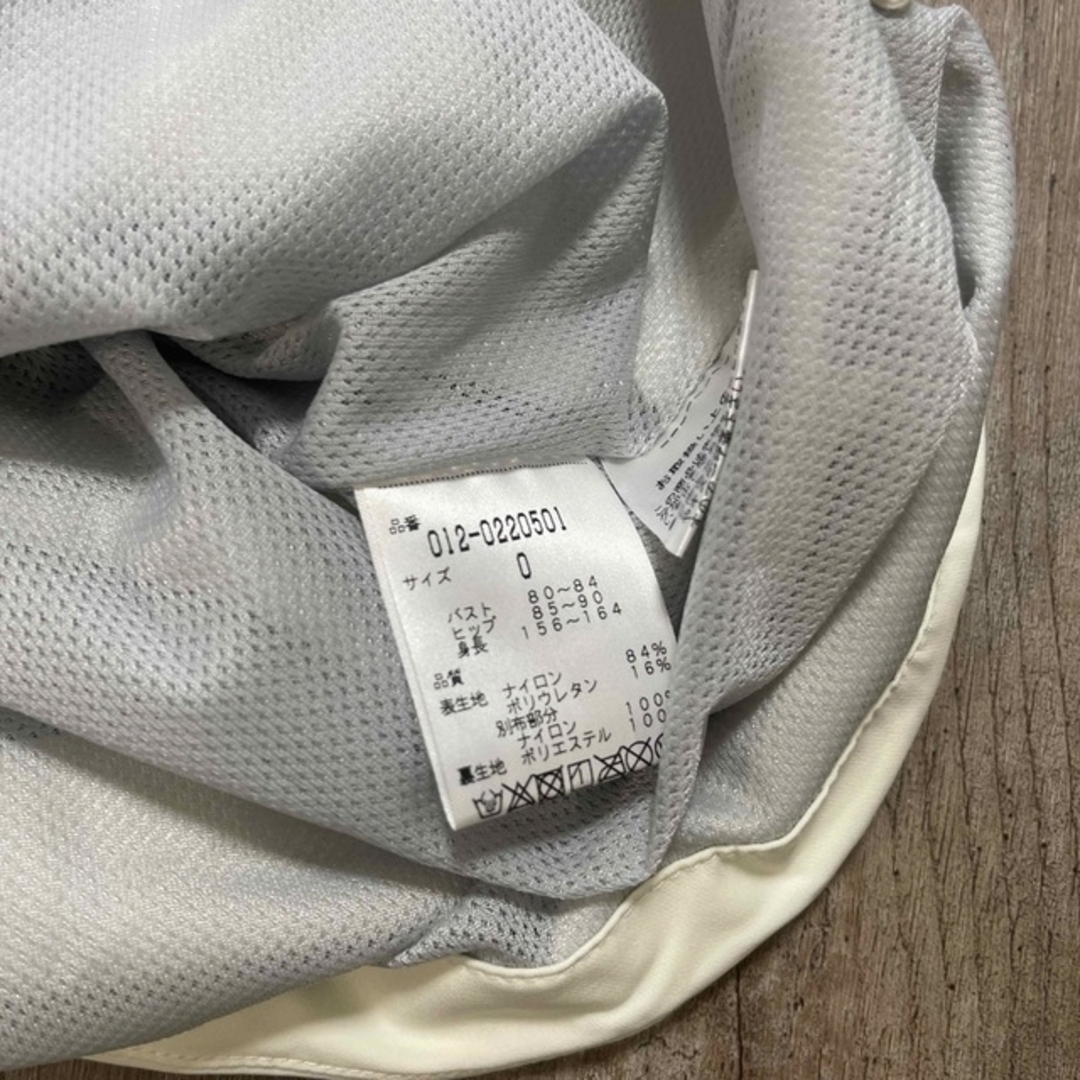 品番
012-0220501
サイズ 0
バスト 80~84
ヒップ 85~90
身長 156~164
品質
表生地 ナイロン 84%
ポリウレタン 16%
別布部分
ナイロン 100%
裏生地 ポリエステル 100